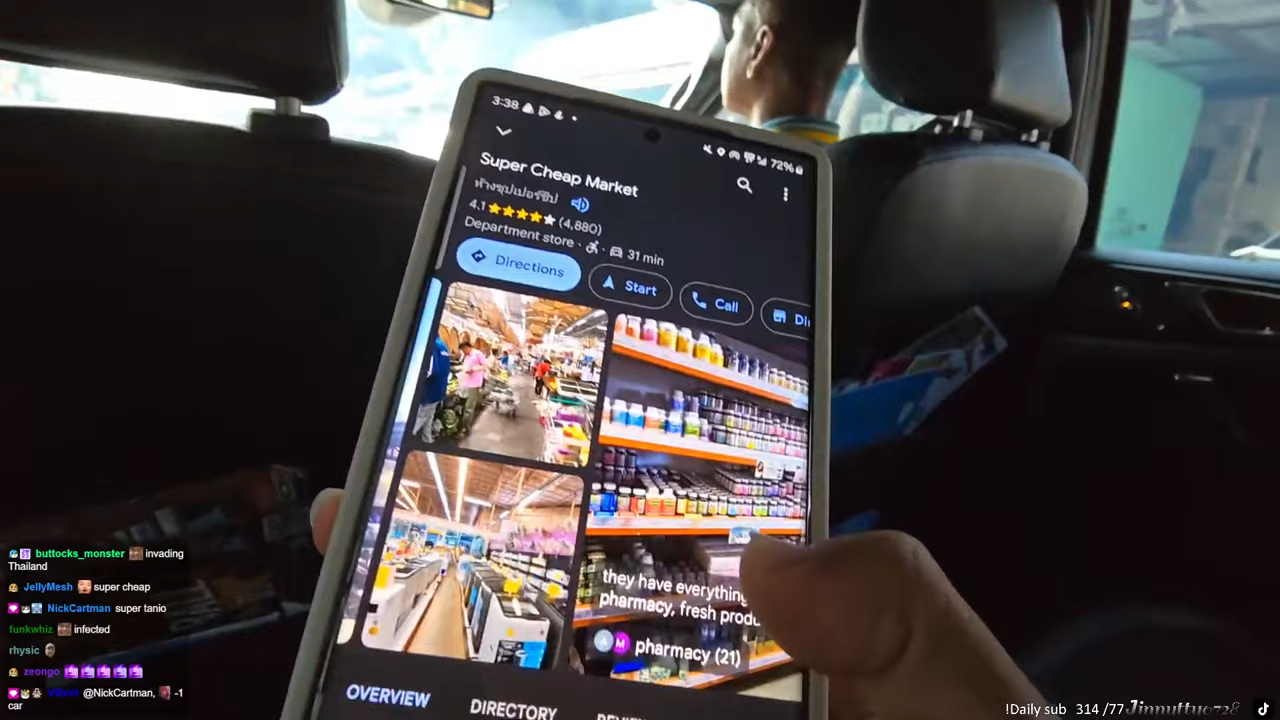 3:38
72%
Super Cheap Market
ห้างซุปเปอร์ชีป
4.1 (4,880)
Department store · 31 min
Directions
Start
Call
Di
they have everything
pharmacy, fresh produ
M pharmacy (21)
OVERVIEW
DIRECTORY
buttocks_monster invading
Thailand
JellyMesh super cheap
NickCartman super tanio
funkwhiz infected
rhysic
zeongo
@NickCartman, -1
car
!Daily sub 314 /77 Jinnuttyc728